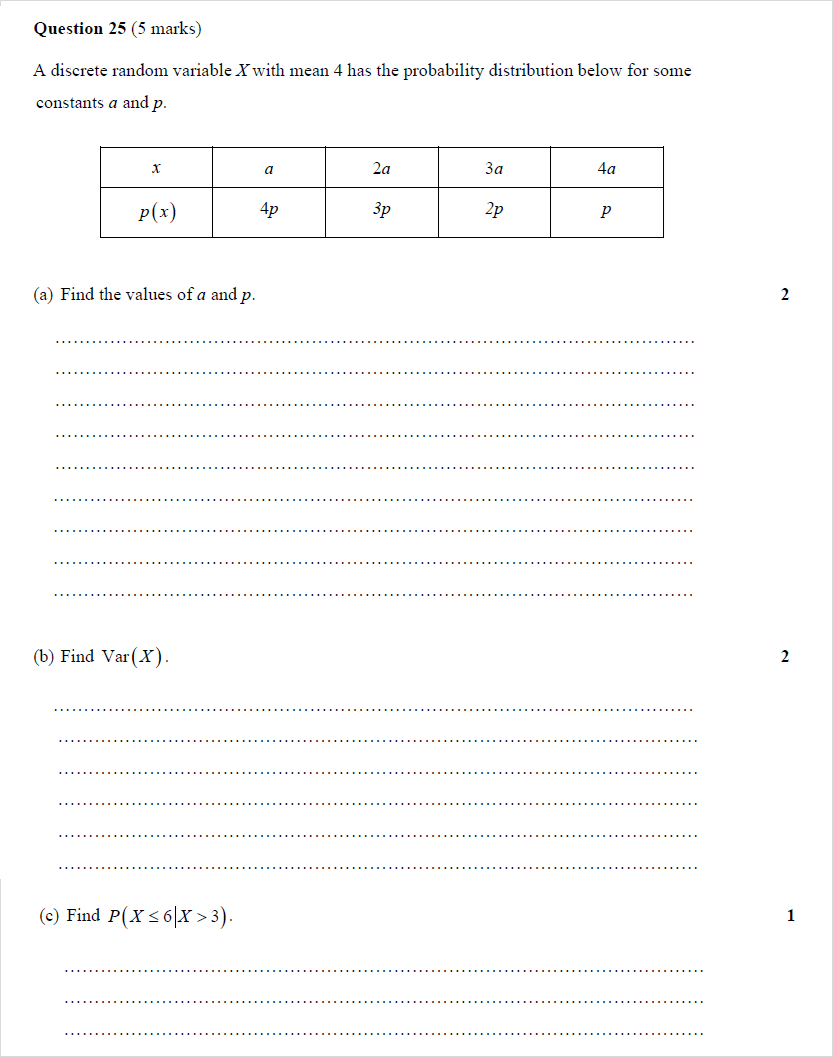 Question 25 (5 marks)
A discrete random variable X with mean 4 has the probability distribution below for some
constants a and p.
x a 2a 3a 4a
p(x) 4p 3p 2p p
(a) Find the values of a and p. 2
(b) Find Var(X). 2
(c) Find P(X ≤ 6|X > 3). 1